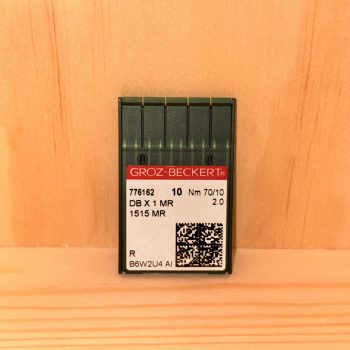 GROZ-BECKERT®
776162 10 Nm 70/10
DB X 1 MR 2.0
1515 MR
R
B6W2U4 AI